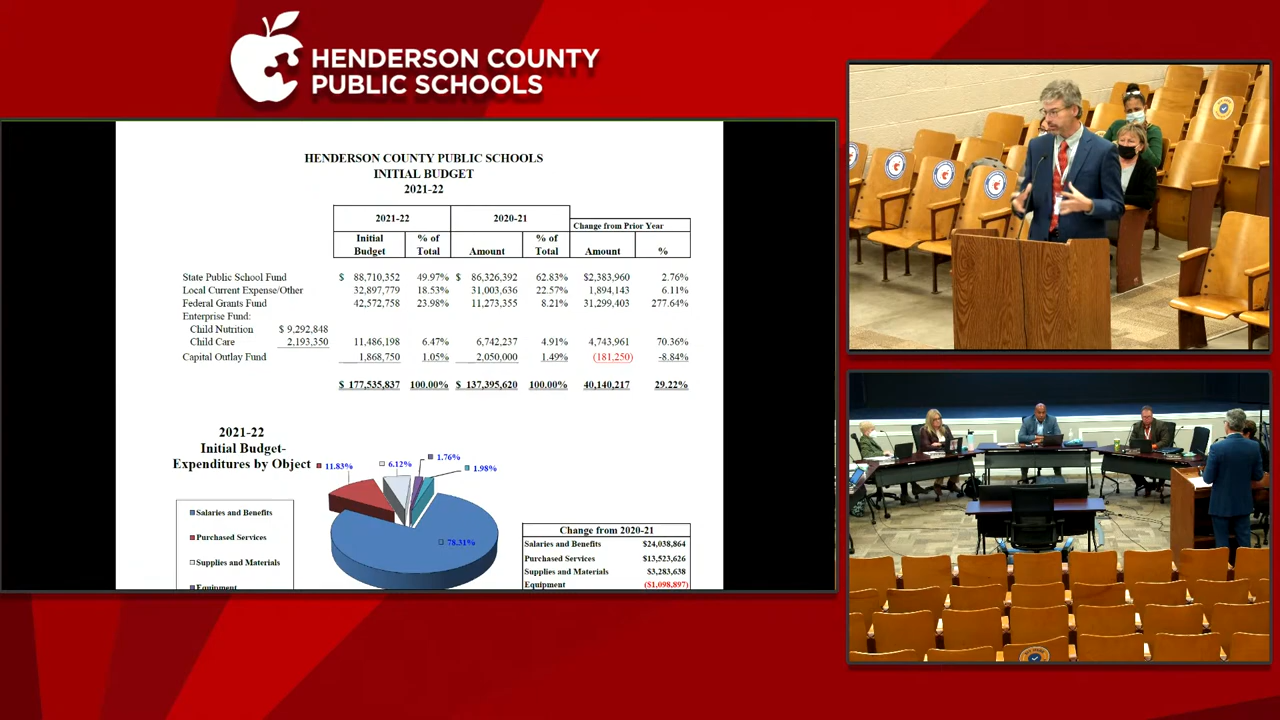 HENDERSON COUNTY
PUBLIC SCHOOLS
HENDERSON COUNTY PUBLIC SCHOOLS
INITIAL BUDGET
2021-22
2021-22 2020-21 Change from Prior Year
Initial Budget % of Total Amount % of Total Amount %
State Public School Fund $ 88,710,352 49.97% $ 86,326,392 62.83% $2,383,960 2.76%
Local Current Expense/Other 32,897,779 18.53% 31,003,636 22.57% 1,894,143 6.11%
Federal Grants Fund 42,572,758 23.98% 11,273,355 8.21% 31,299,403 277.64%
Enterprise Fund:
Child Nutrition $ 9,292,848
Child Care 2,193,350 11,486,198 6.47% 6,742,237 4.91% 4,743,961 70.36%
Capital Outlay Fund 1,868,750 1.05% 2,050,000 1.49% (181,250) -8.84%
$ 177,535,837 100.00% $ 137,395,620 100.00% 40,140,217 29.22%
2021-22
Initial Budget-
Expenditures by Object
11.83%
6.12%
1.76%
1.98%
78.31%
Salaries and Benefits
Purchased Services
Supplies and Materials
Equipment
Change from 2020-21
Salaries and Benefits $24,038,864
Purchased Services $13,523,626
Supplies and Materials $3,283,638
Equipment ($1,098,897)